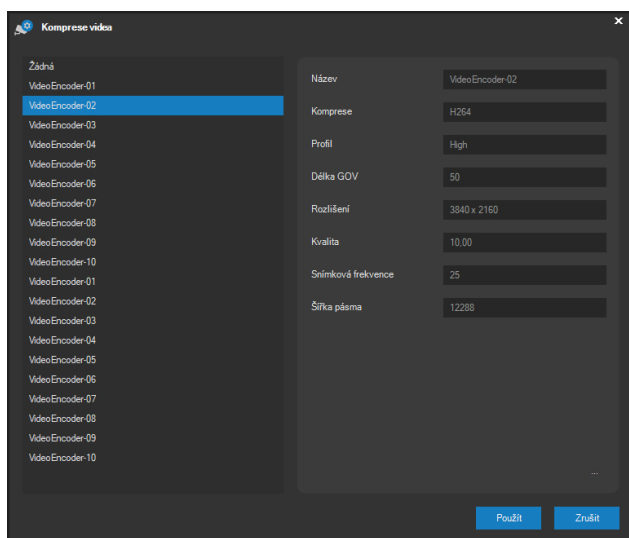 Komprese videa
Žádná
VideoEncoder-01
VideoEncoder-02
VideoEncoder-03
VideoEncoder-04
VideoEncoder-05
VideoEncoder-06
VideoEncoder-07
VideoEncoder-08
VideoEncoder-09
VideoEncoder-10
VideoEncoder-01
VideoEncoder-02
VideoEncoder-03
VideoEncoder-04
VideoEncoder-05
VideoEncoder-06
VideoEncoder-07
VideoEncoder-08
VideoEncoder-09
VideoEncoder-10
Název VideoEncoder-02
Komprese H264
Profil High
Délka GOV 50
Rozlišení 3840 x 2160
Kvalita 10,00
Snímková frekvence 25
Šířka pásma 12288
...
Použít Zrušit